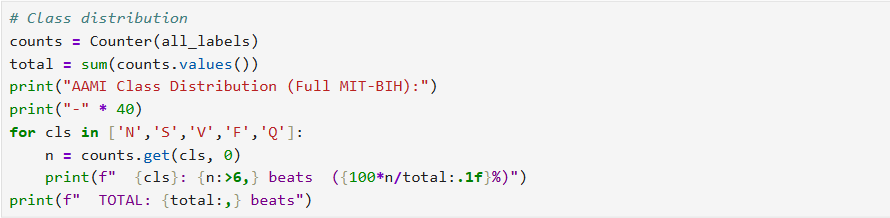 # Class distribution
counts = Counter(all_labels)
total = sum(counts.values())
print("AAMI Class Distribution (Full MIT-BIH):")
print("-" * 40)
for cls in ['N','S','V','F','Q']:
    n = counts.get(cls, 0)
    print(f"  {cls}: {n:>6,} beats  ({100*n/total:.1f}%)")
print(f"  TOTAL: {total:,} beats")